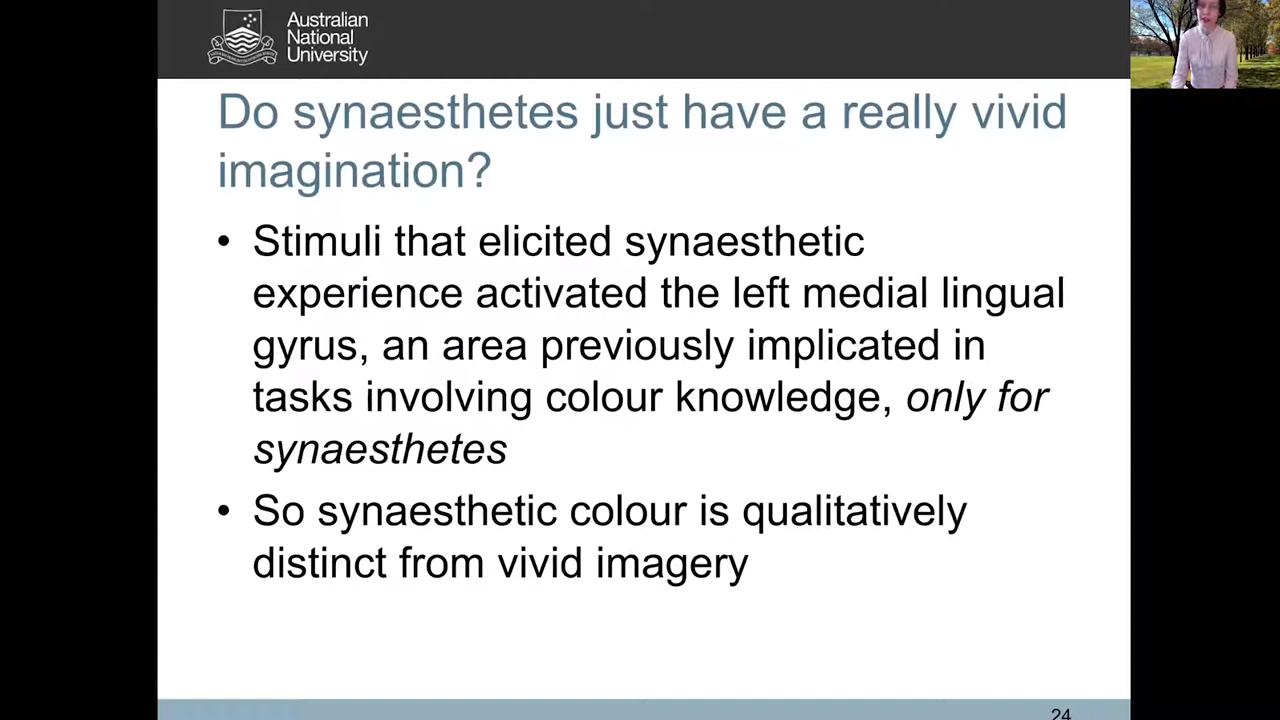 Australian
National
University
Do synaesthetes just have a really vivid
imagination?
• Stimuli that elicited synaesthetic
experience activated the left medial lingual
gyrus, an area previously implicated in
tasks involving colour knowledge, only for
synaesthetes
• So synaesthetic colour is qualitatively
distinct from vivid imagery
24